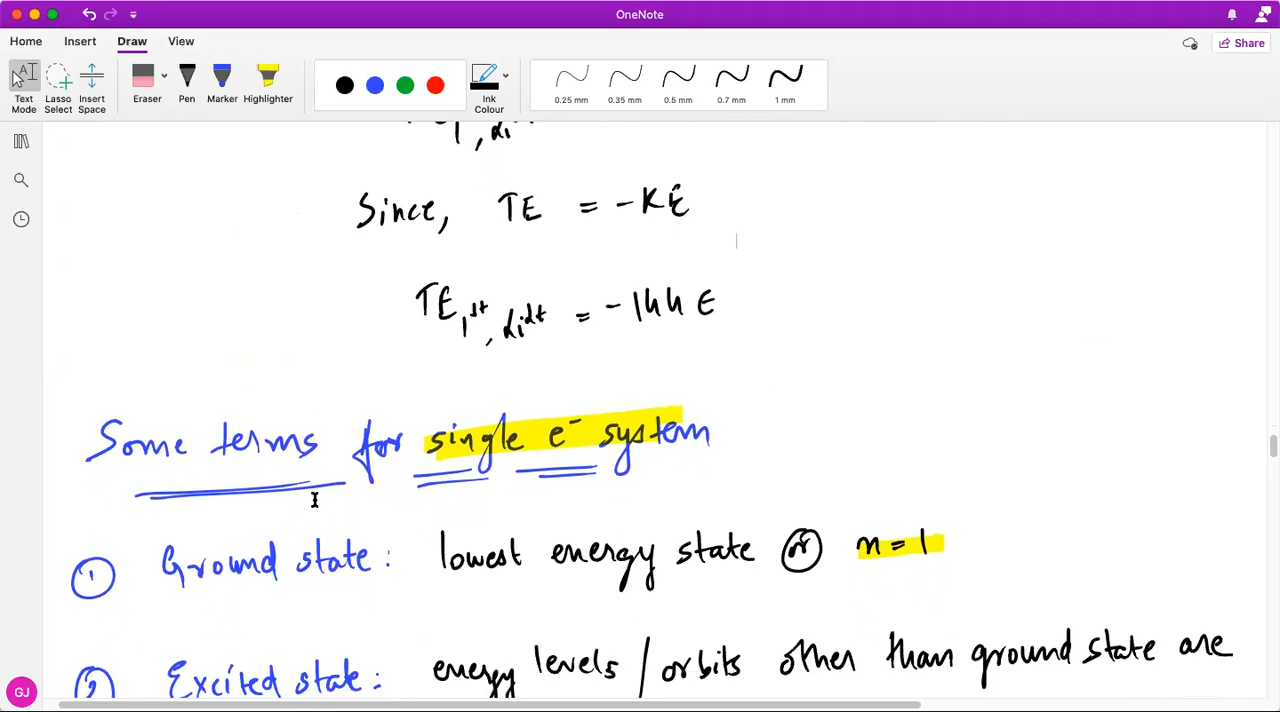 OneNote
Home Insert Draw View
Share
Text Mode
Lasso Select
Insert Space
Eraser
Pen
Marker
Highlighter
Ink Colour
0.25 mm
0.35 mm
0.5 mm
0.7 mm
1 mm
Since, TE = -KE
TE 1st, = -144 E
Some terms for single e⁻ system
① Ground state: lowest energy state or n = 1
② Excited state: energy levels / orbits other than ground state are
GJ